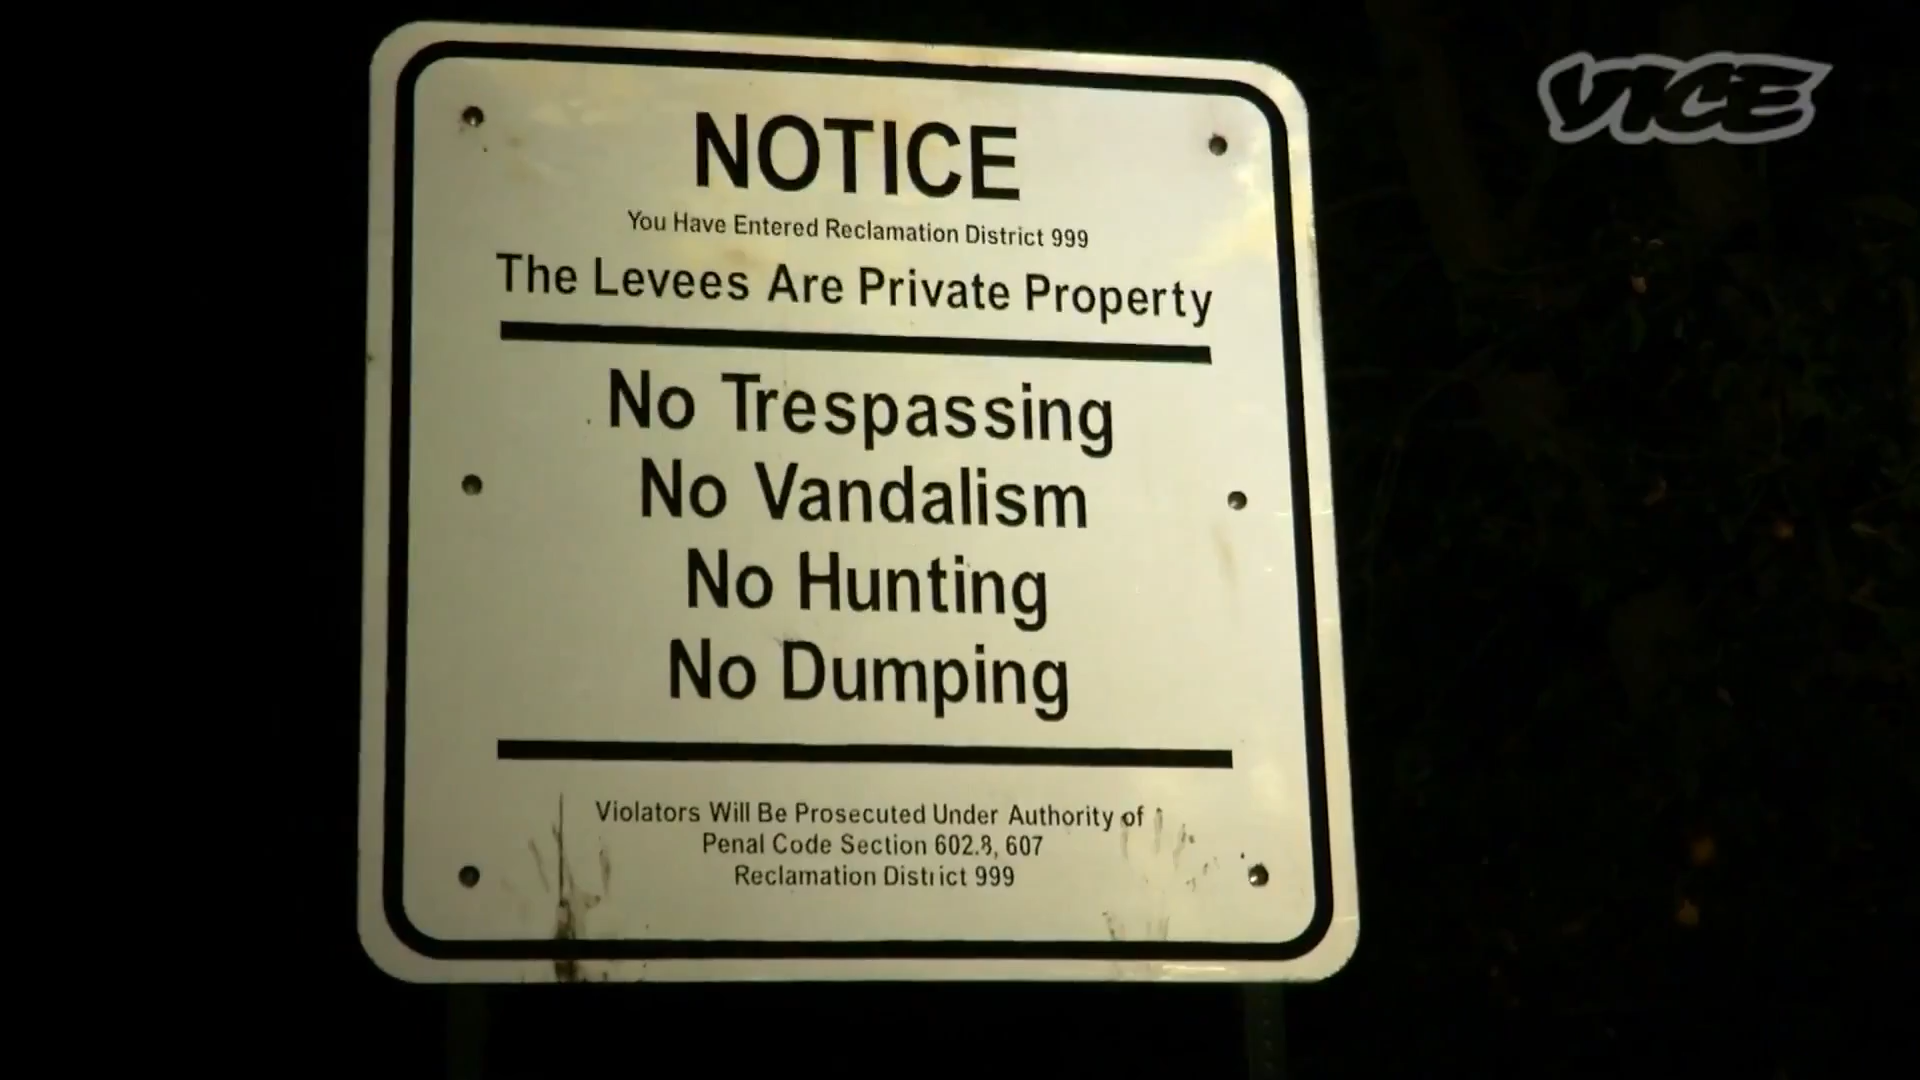 VICE
NOTICE
You Have Entered Reclamation District 999
The Levees Are Private Property
No Trespassing
No Vandalism
No Hunting
No Dumping
Violators Will Be Prosecuted Under Authority of
Penal Code Section 602.8, 607
Reclamation District 999